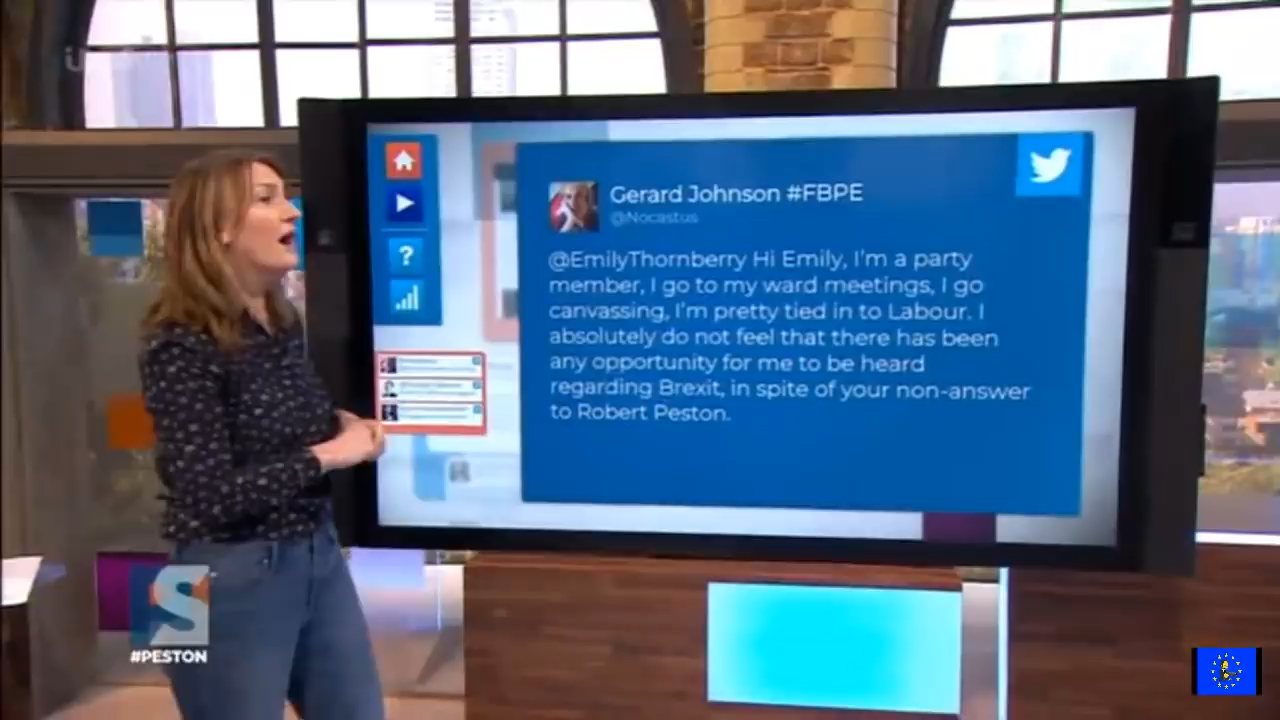 Gerard Johnson #FBPE
@Nocastus
@EmilyThornberry Hi Emily, I'm a party
member, I go to my ward meetings, I go
canvassing, I'm pretty tied in to Labour. I
absolutely do not feel that there has been
any opportunity for me to be heard
regarding Brexit, in spite of your non-answer
to Robert Peston.
?
#PESTON